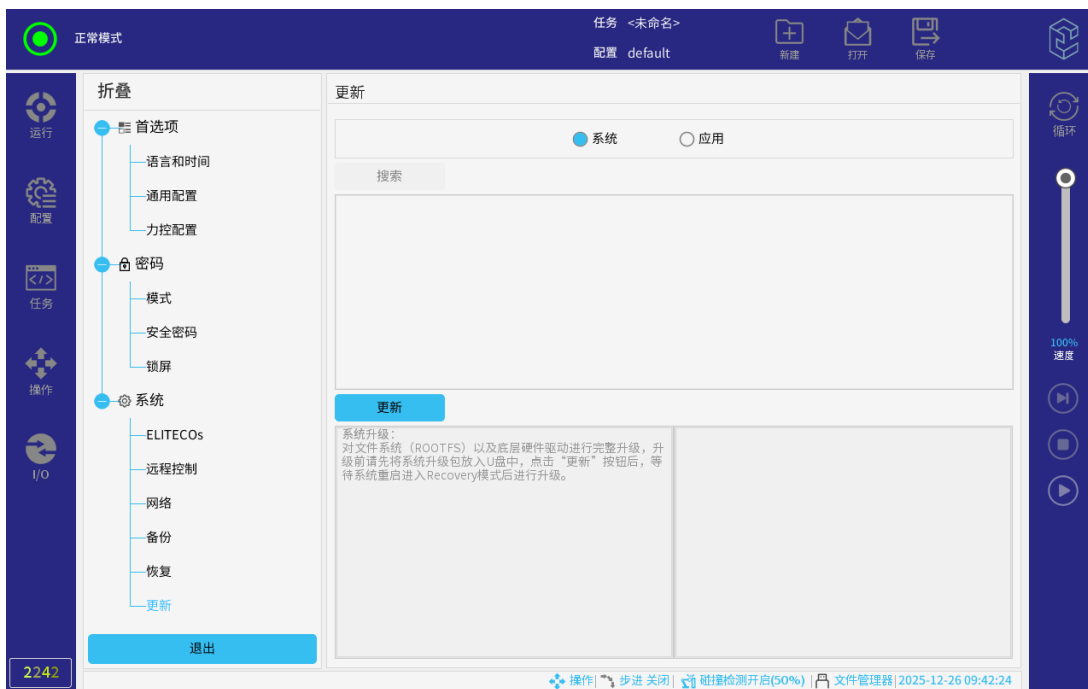 正常模式
任务 <未命名>
配置 default
新建
打开
保存
运行
配置
任务
操作
I/O
2242
折叠
首选项
语言和时间
通用配置
力控配置
密码
模式
安全密码
锁屏
系统
ELITECOs
远程控制
网络
备份
恢复
更新
退出
更新
系统 应用
搜索
更新
系统升级:
对文件系统（ROOTFS）以及底层硬件驱动进行完整升级，升
级前请先将系统升级包放入U盘中，点击“更新”按钮后，等
待系统重启进入Recovery模式后进行升级。
循环
100%
速度
操作| 步进 关闭| 碰撞检测开启(50%) | 文件管理器|2025-12-26 09:42:24